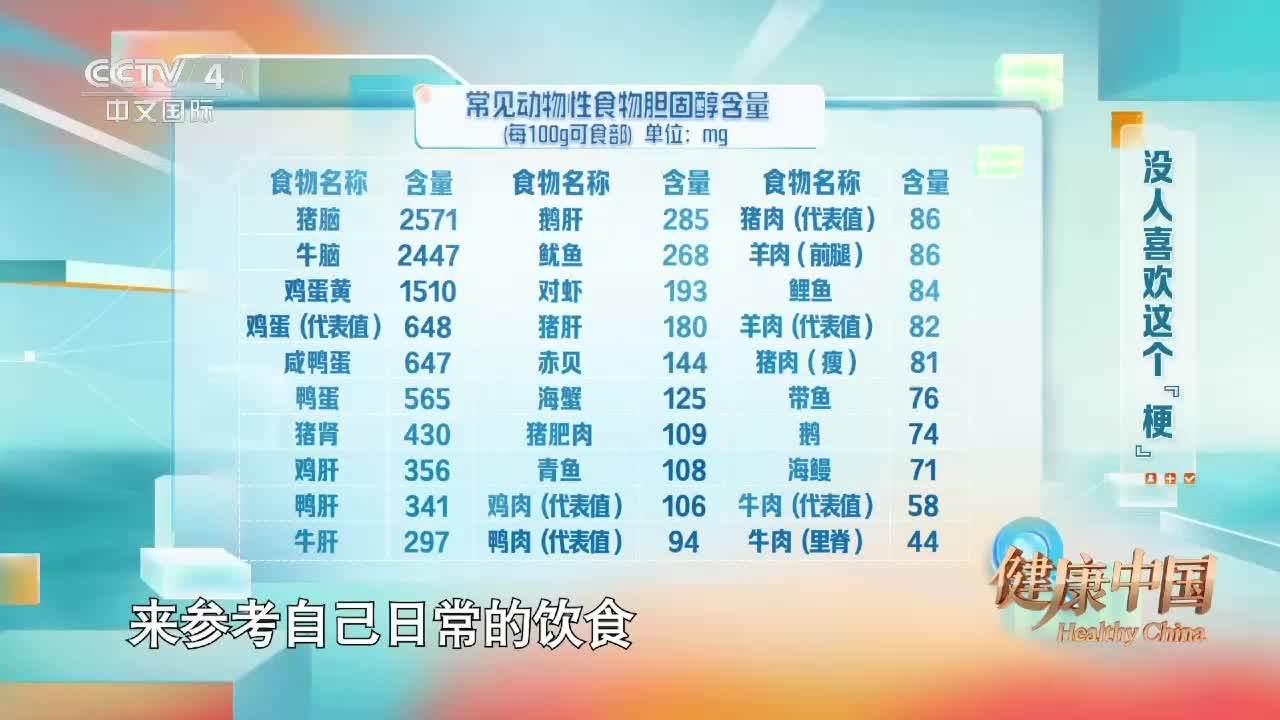 CCTV 4
中文国际
常见动物性食物胆固醇含量
(每100g可食部) 单位：mg
食物名称 含量 食物名称 含量 食物名称 含量
猪脑 2571 鹅肝 285 猪肉（代表值） 86
牛脑 2447 鱿鱼 268 羊肉（前腿） 86
鸡蛋黄 1510 对虾 193 鲤鱼 84
鸡蛋（代表值） 648 猪肝 180 羊肉（代表值） 82
咸鸭蛋 647 赤贝 144 猪肉（瘦） 81
鸭蛋 565 海蟹 125 带鱼 76
猪肾 430 猪肥肉 109 鹅 74
鸡肝 356 青鱼 108 海鳗 71
鸭肝 341 鸡肉（代表值） 106 牛肉（代表值） 58
牛肝 297 鸭肉（代表值） 94 牛肉（里脊） 44
没人喜欢这个『梗』
健康中国
Healthy China
来参考自己日常的饮食